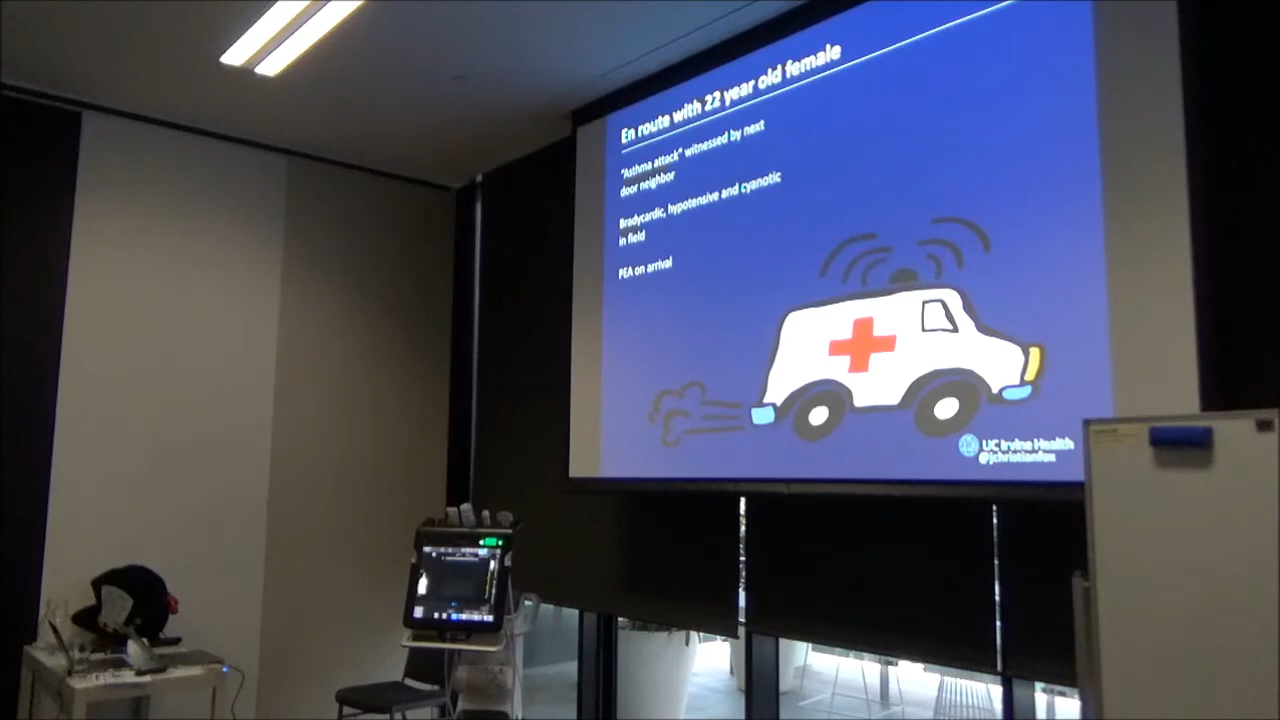 En route with 22 year old female
"Asthma attack" witnessed by next
door neighbor
Bradycardic, hypotensive and cyanotic
in field
PEA on arrival
UC Irvine Health
@jchristianfox